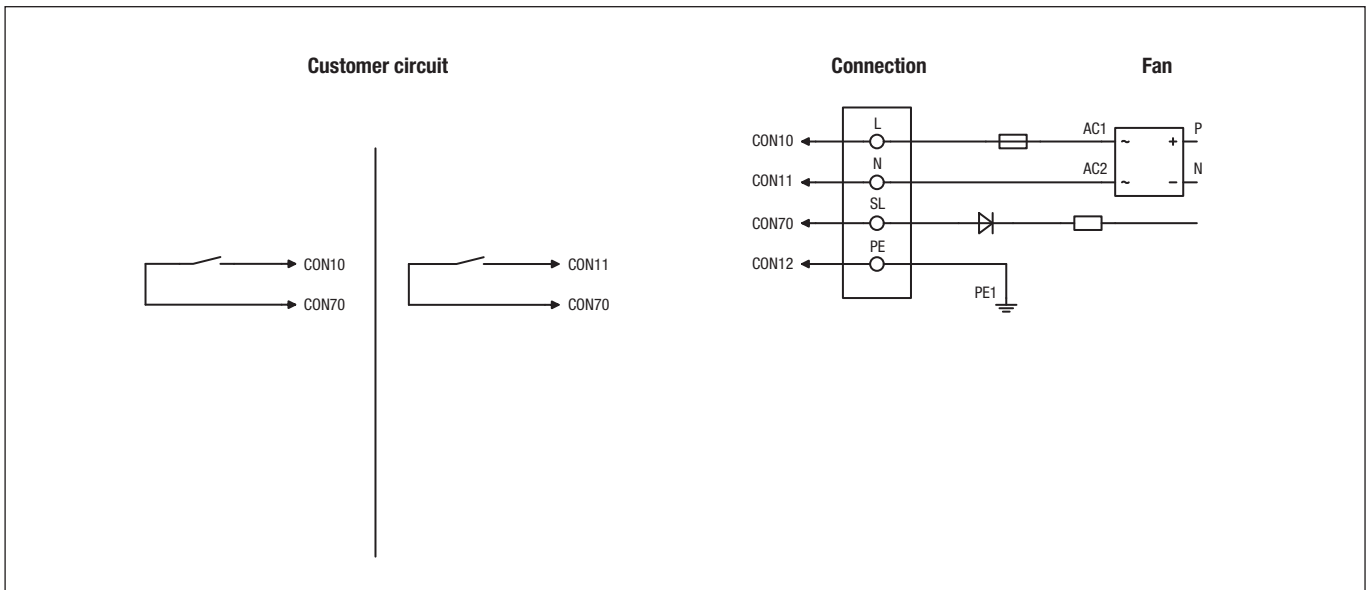 Customer circuit
Connection
Fan
CON10
CON70
CON11
CON70
CON10
L
AC1
~
+
P
CON11
N
AC2
~
–
N
CON70
SL
CON12
PE
PE1